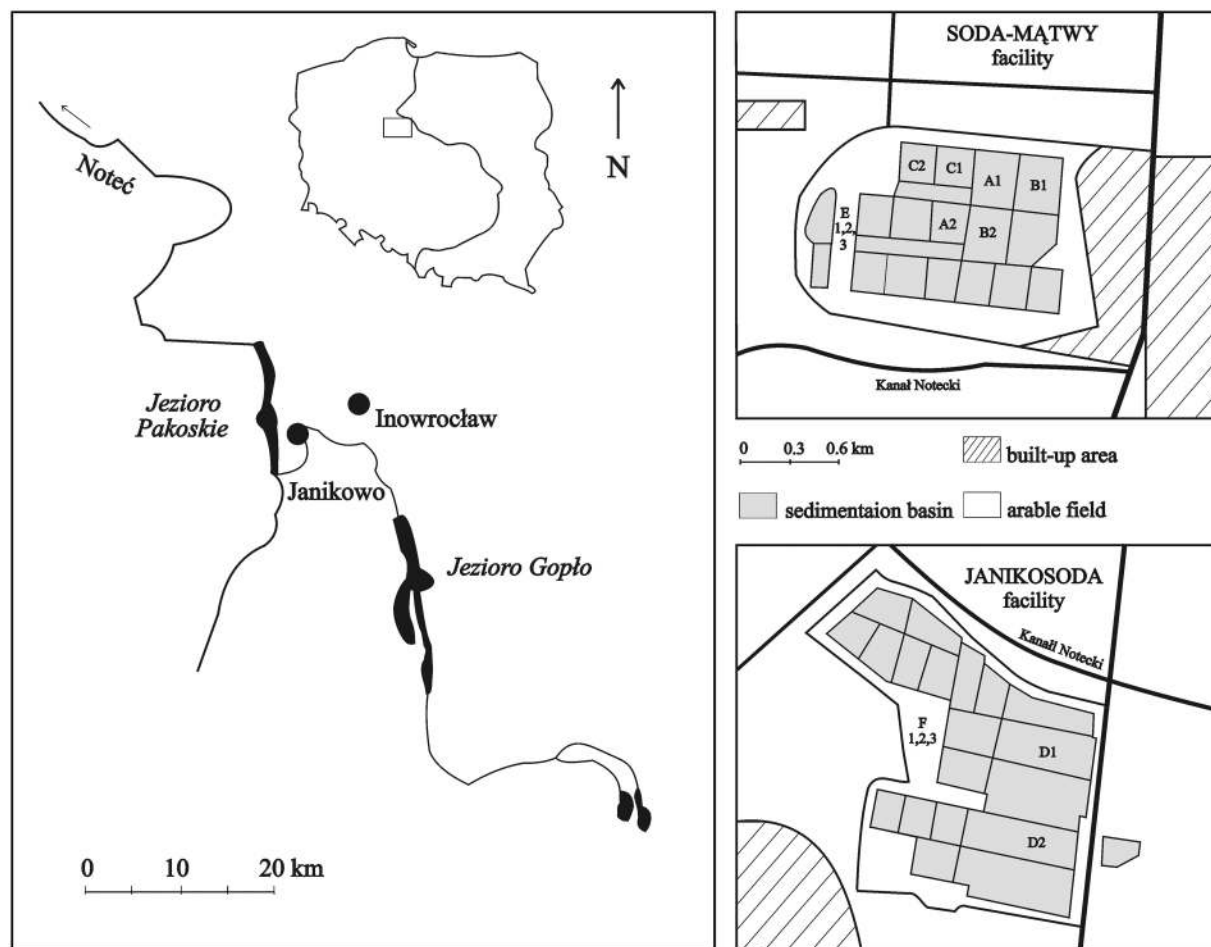 Noteć
N
Jezioro
Pakoskie
Inowrocław
Janikowo
Jezioro Gopło
0 10 20 km
SODA-MĄTWY
facility
C2 C1 A1 B1
E
1,2,
3
A2 B2
Kanał Notecki
0 0.3 0.6 km
built-up area
sedimentaion basin
arable field
JANIKOSODA
facility
Kanałl Notecki
F
1,2,3
D1
D2